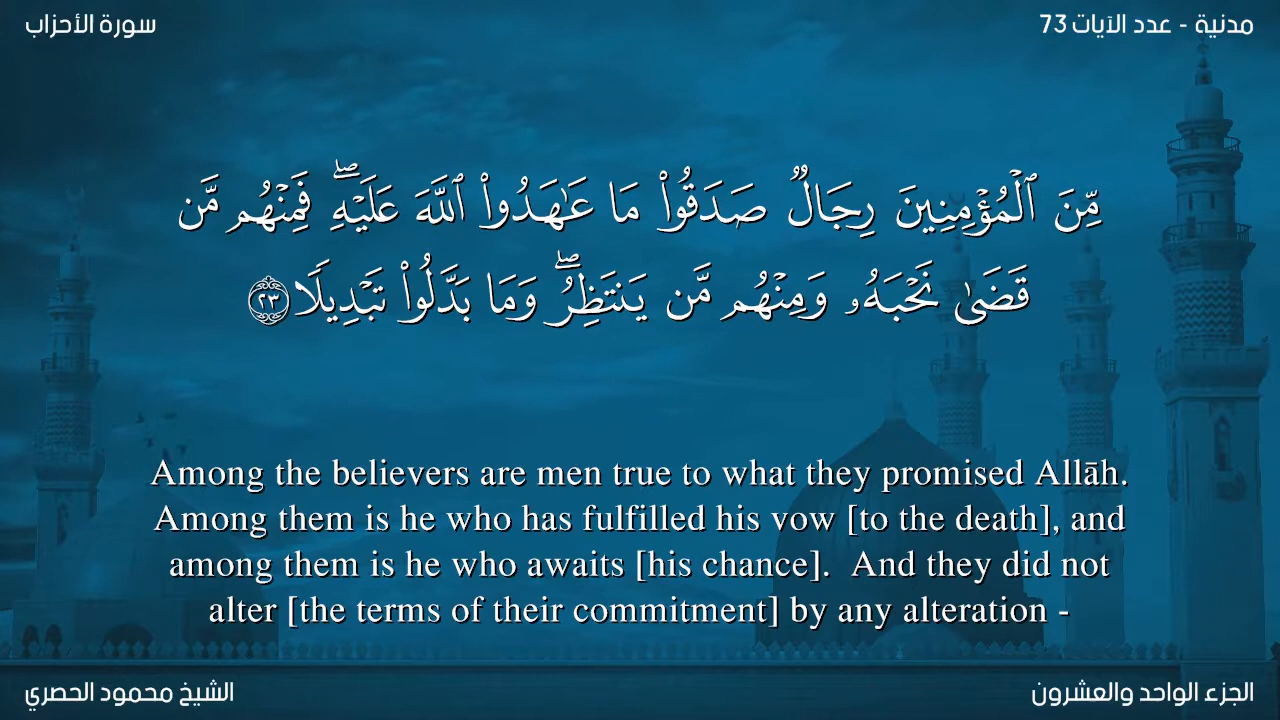 سورة الأحزاب
مدنية - عدد الآيات 73
مِّنَ ٱلْمُؤْمِنِينَ رِجَالٌ صَدَقُوا۟ مَا عَـٰهَدُوا۟ ٱللَّهَ عَلَيْهِ ۖ فَمِنْهُم مَّن
قَضَىٰ نَحْبَهُۥ وَمِنْهُم مَّن يَنتَظِرُ ۖ وَمَا بَدَّلُوا۟ تَبْدِيلًا ٢٣
Among the believers are men true to what they promised Allāh.
Among them is he who has fulfilled his vow [to the death], and
among them is he who awaits [his chance].  And they did not
alter [the terms of their commitment] by any alteration -
الشيخ محمود الحصري
الجزء الواحد والعشرون